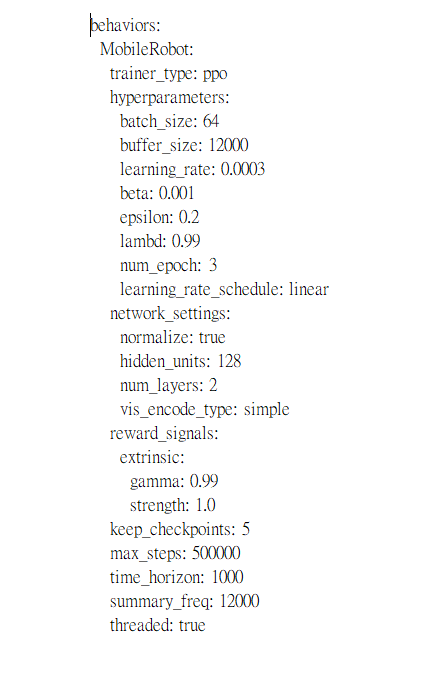 behaviors:
MobileRobot:
trainer_type: ppo
hyperparameters:
batch_size: 64
buffer_size: 12000
learning_rate: 0.0003
beta: 0.001
epsilon: 0.2
lambd: 0.99
num_epoch: 3
learning_rate_schedule: linear
network_settings:
normalize: true
hidden_units: 128
num_layers: 2
vis_encode_type: simple
reward_signals:
extrinsic:
gamma: 0.99
strength: 1.0
keep_checkpoints: 5
max_steps: 500000
time_horizon: 1000
summary_freq: 12000
threaded: true